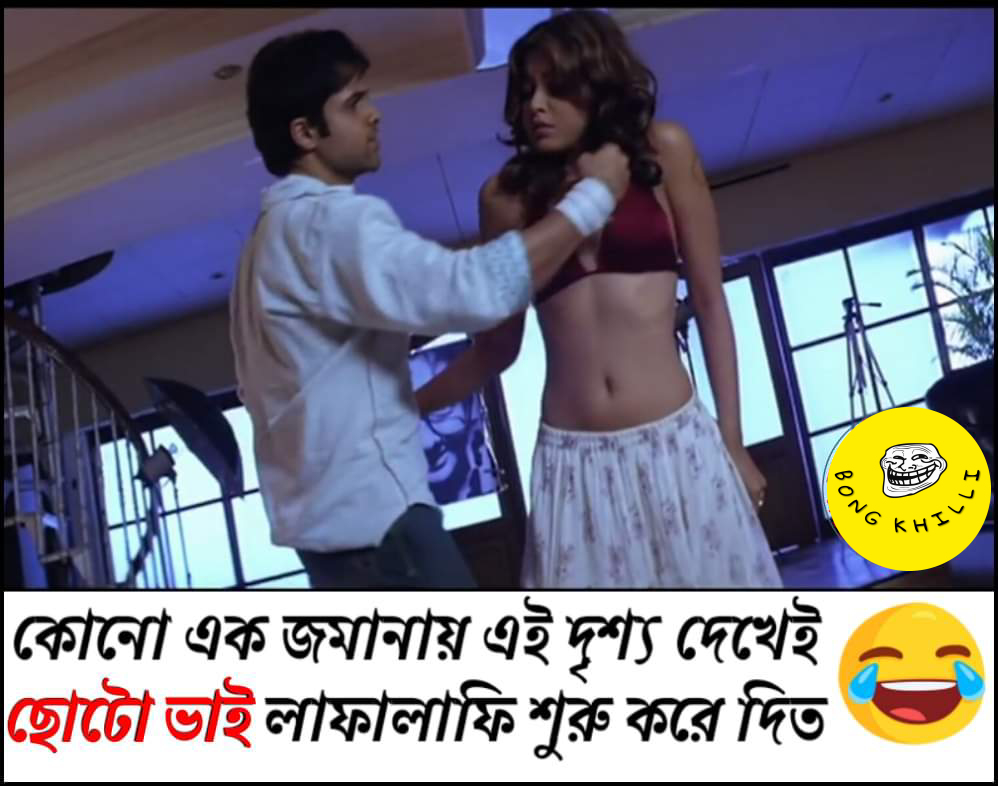 BONG KHILLI
কোনো এক জমানায় এই দৃশ্য দেখেই
ছোটো ভাই লাফালাফি শুরু করে দিত